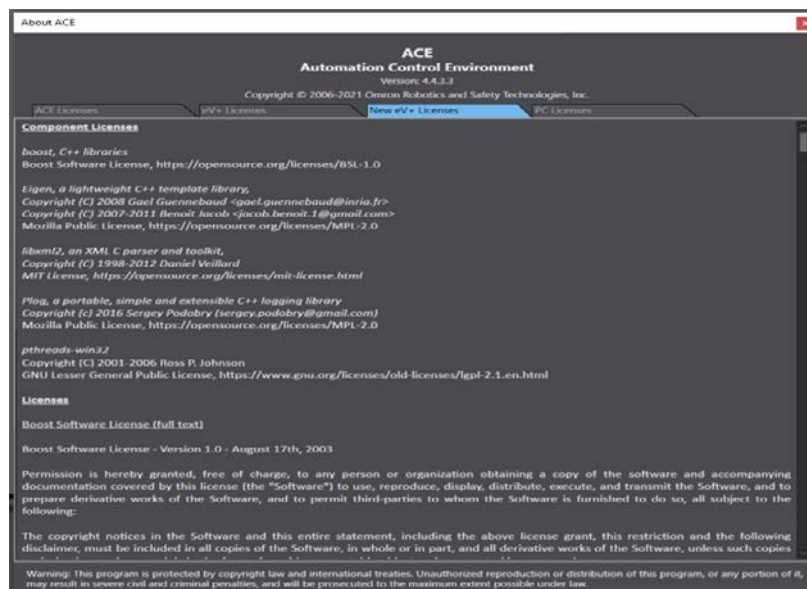 About ACE
ACE
Automation Control Environment
Version: 4.4.3.3
Copyright © 2006-2021 Omron Robotics and Safety Technologies, Inc.
ACE Licenses
eV+ Licenses
New eV+ Licenses
PC Licenses
Component Licenses
boost, C++ libraries
Boost Software License, https://opensource.org/licenses/BSL-1.0
Eigen, a lightweight C++ template library,
Copyright (C) 2008 Gael Guennebaud <gael.guennebaud@inria.fr>
Copyright (C) 2007-2011 Benoit Jacob <jacob.benoit.1@gmail.com>
Mozilla Public License, https://opensource.org/licenses/MPL-2.0
libxml2, an XML C parser and toolkit,
Copyright (C) 1998-2012 Daniel Veillard
MIT License, https://opensource.org/licenses/mit-license.html
Plog, a portable, simple and extensible C++ logging library
Copyright (c) 2016 Sergey Podobry (sergey.podobry@gmail.com)
Mozilla Public License, https://opensource.org/licenses/MPL-2.0
pthreads-win32
Copyright (C) 2001-2006 Ross P. Johnson
GNU Lesser General Public License, https://www.gnu.org/licenses/old-licenses/lgpl-2.1.en.html
Licenses
Boost Software License (full text)
Boost Software License - Version 1.0 - August 17th, 2003
Permission is hereby granted, free of charge, to any person or organization obtaining a copy of the software and accompanying
documentation covered by this license (the "Software") to use, reproduce, display, distribute, execute, and transmit the Software, and to
prepare derivative works of the Software, and to permit third-parties to whom the Software is furnished to do so, all subject to the
following:
The copyright notices in the Software and this entire statement, including the above license grant, this restriction and the following
disclaimer, must be included in all copies of the Software, in whole or in part, and all derivative works of the Software, unless such copies
Warning: This program is protected by copyright law and international treaties. Unauthorized reproduction or distribution of this program, or any portion of it,
may result in severe civil and criminal penalties, and will be prosecuted to the maximum extent possible under law.